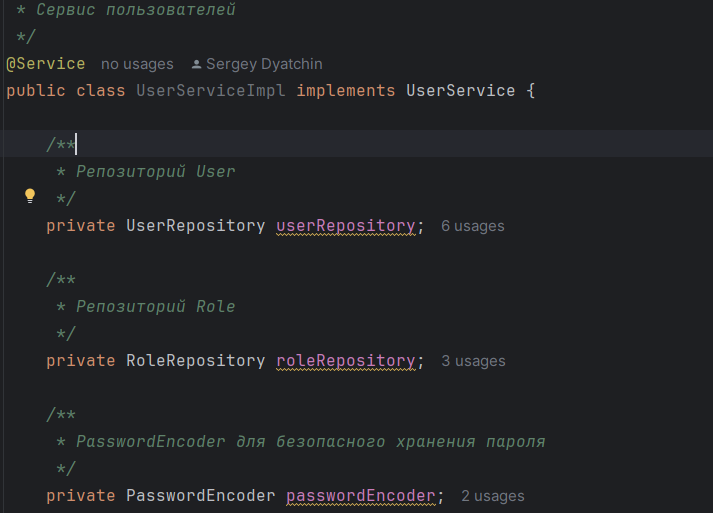 * Сервис пользователей
*/
@Service no usages Sergey Dyatchin
public class UserServiceImpl implements UserService {
/**
* Репозиторий User
*/
private UserRepository userRepository; 6 usages
/**
* Репозиторий Role
*/
private RoleRepository roleRepository; 3 usages
/**
* PasswordEncoder для безопасного хранения пароля
*/
private PasswordEncoder passwordEncoder; 2 usages